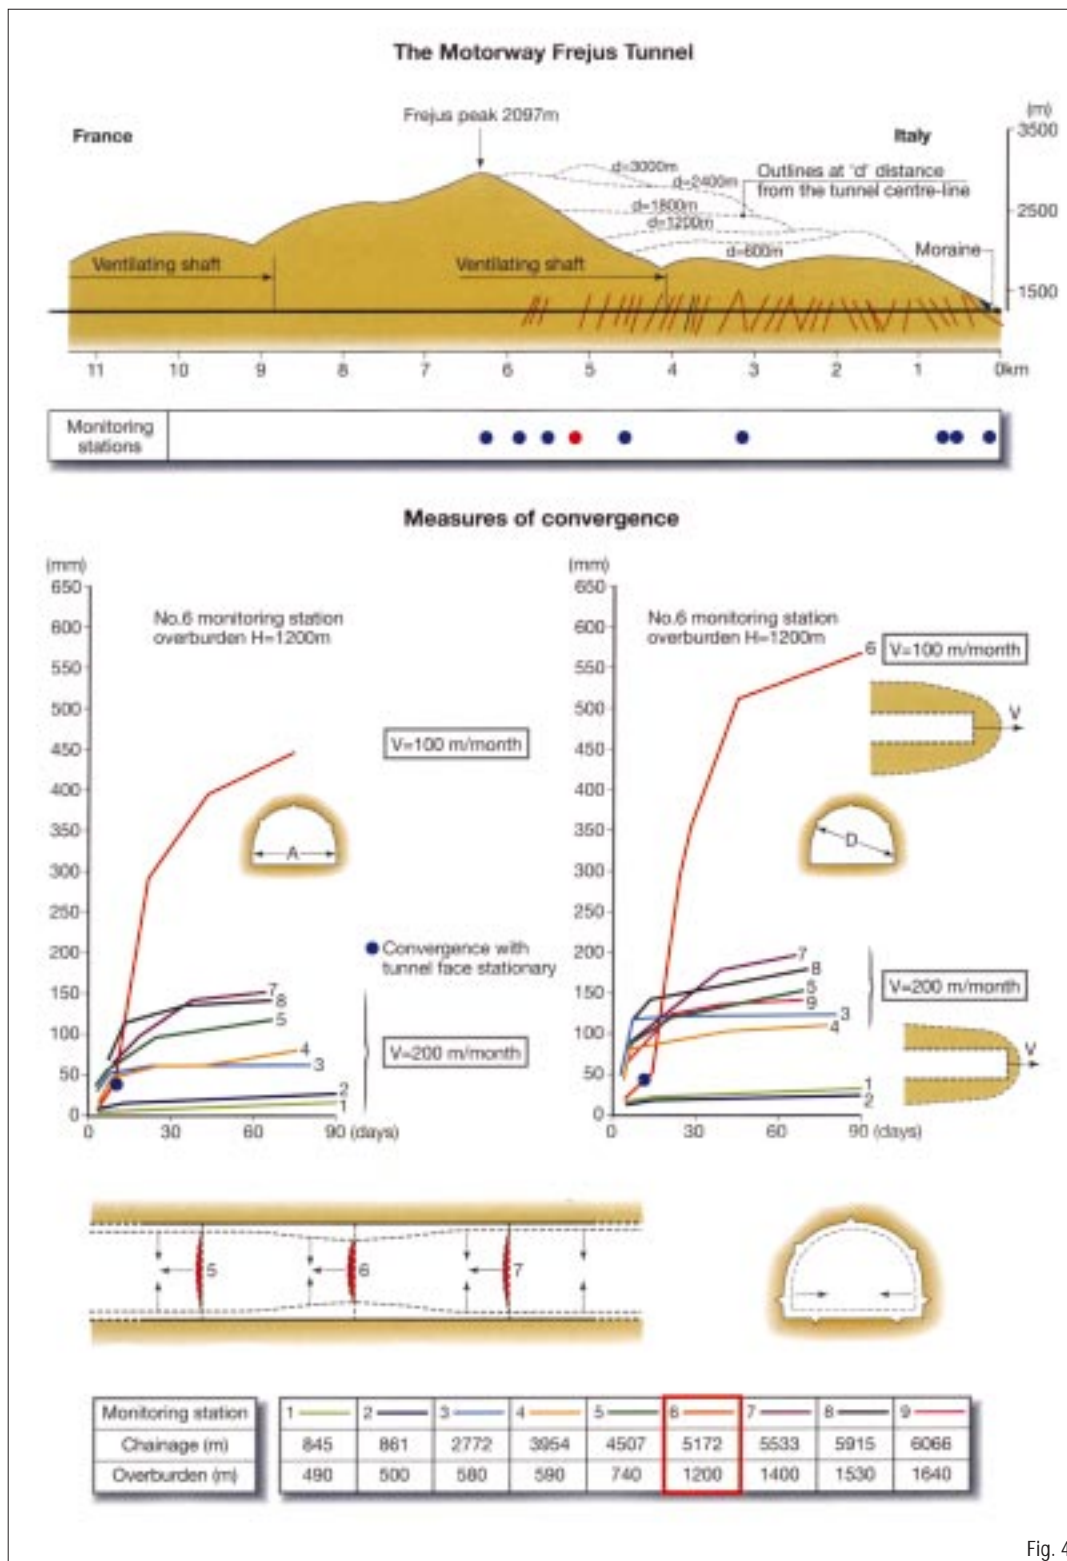 The Motorway Frejus Tunnel
Frejus peak 2097m
(m)
France
Italy
3500
d=3000m
d=2400m
Outlines at 'd' distance
from the tunnel centre-line
d=1800m
2500
d=1200m
d=600m
Moraine
Ventilating shaft
Ventilating shaft
1500
11 10 9 8 7 6 5 4 3 2 1 0km
Monitoring
stations
Measures of convergence
(mm)
650
600
550
500
450
400
350
300
250
200
150
100
50
0
No.6 monitoring station
overburden H=1200m
V=100 m/month
A
Convergence with
tunnel face stationary
7
8
5
4
3
2
1
V=200 m/month
0 30 60 90 (days)
(mm)
650
600
550
500
450
400
350
300
250
200
150
100
50
0
No.6 monitoring station
overburden H=1200m
6
V=100 m/month
V
D
7
8
5
9
3
4
1
2
V=200 m/month
V
0 30 60 90 (days)
5 6 7
Monitoring station 1 2 3 4 5 6 7 8 9
Chainage (m) 845 861 2772 3954 4507 5172 5533 5915 6066
Overburden (m) 490 500 580 590 740 1200 1400 1530 1640
Fig. 4